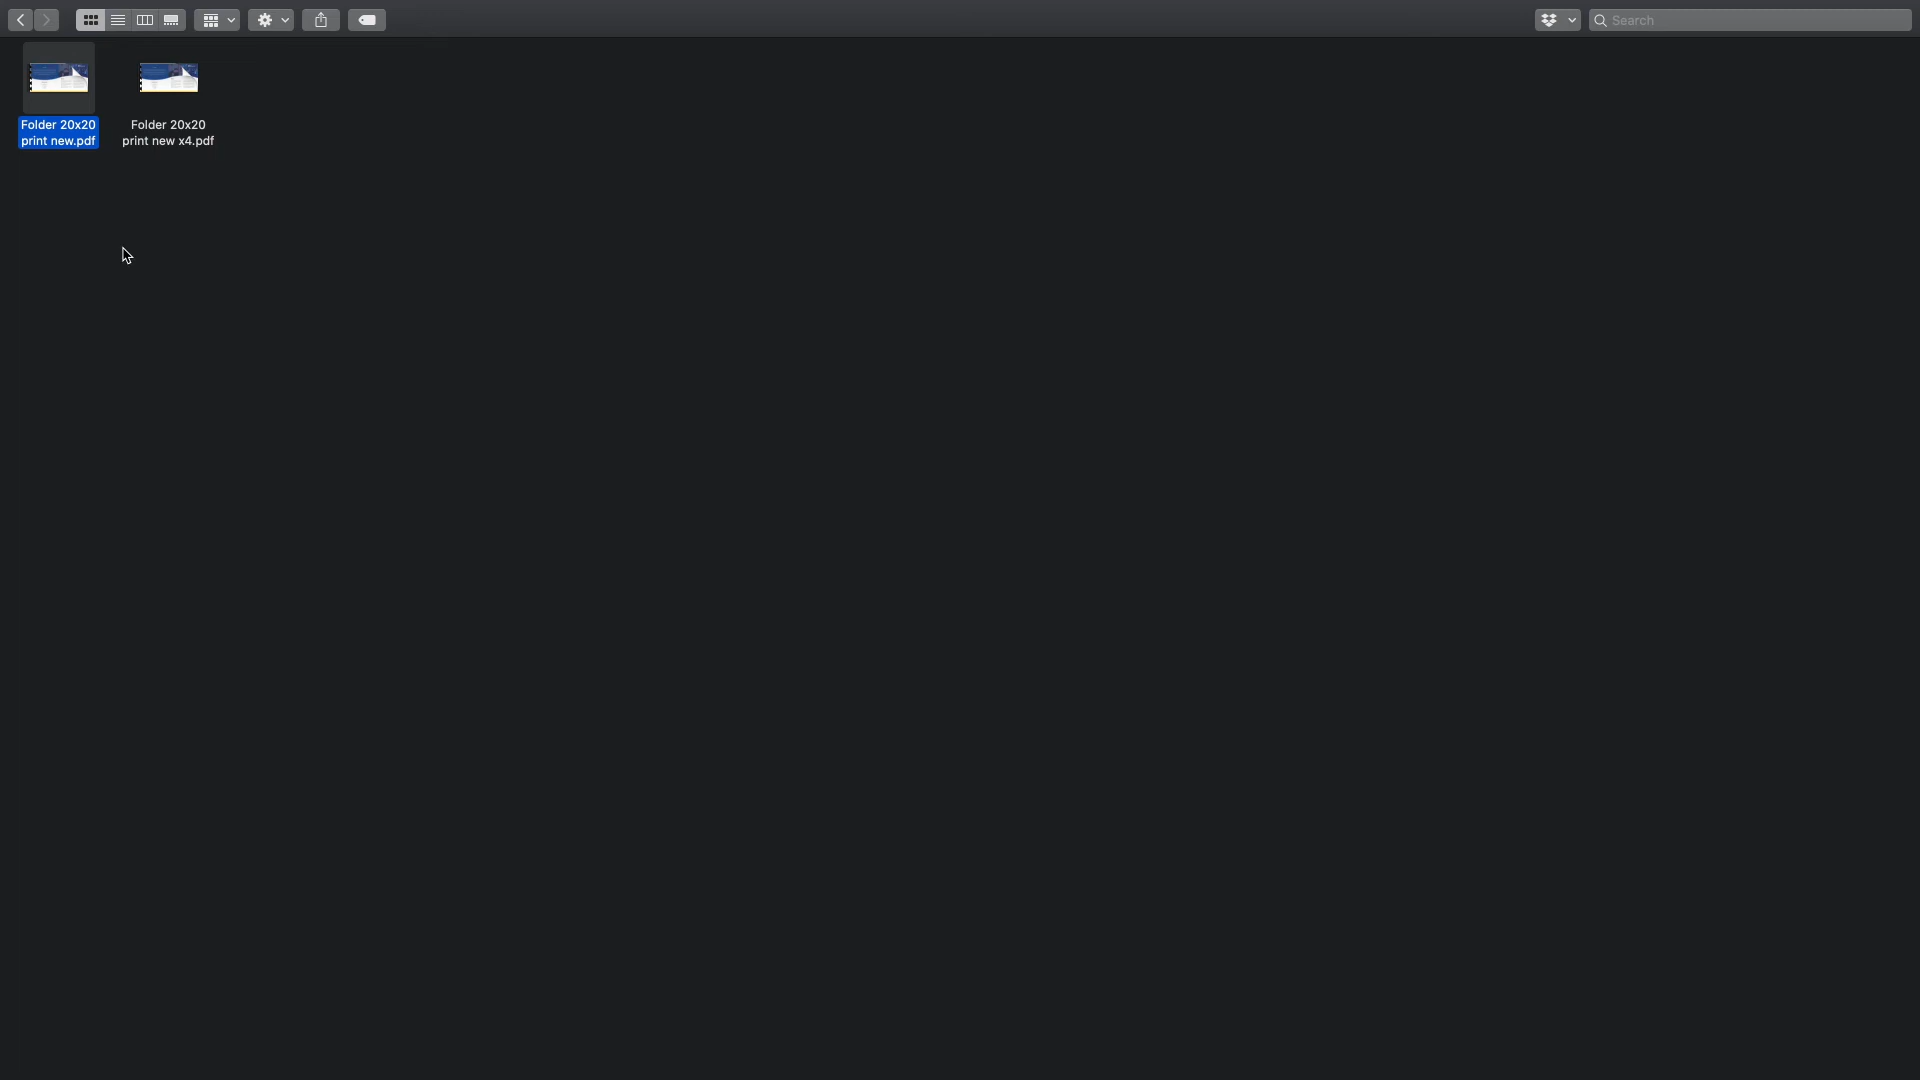 Search
Folder 20x20
print new.pdf
Folder 20x20
print new x4.pdf